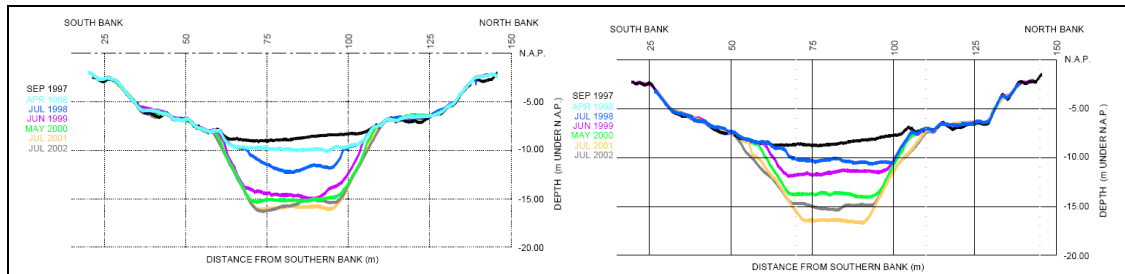 SOUTH BANK
NORTH BANK
25
50
75
100
125
150
N.A.P.
SEP 1997
APR 1998
JUL 1998
JUN 1999
MAY 2000
JUL 2001
JUL 2002
-5.00
-10.00
-15.00
-20.00
DEPTH (m UNDER N.A.P.)
DISTANCE FROM SOUTHERN BANK (m)
SOUTH BANK
NORTH BANK
25
50
75
100
125
150
N.A.P.
SEP 1997
APR 1998
JUL 1998
JUN 1999
MAY 2000
JUL 2001
JUL 2002
-5.00
-10.00
-15.00
-20.00
DEPTH (m UNDER N.A.P.)
DISTANCE FROM SOUTHERN BANK (m)